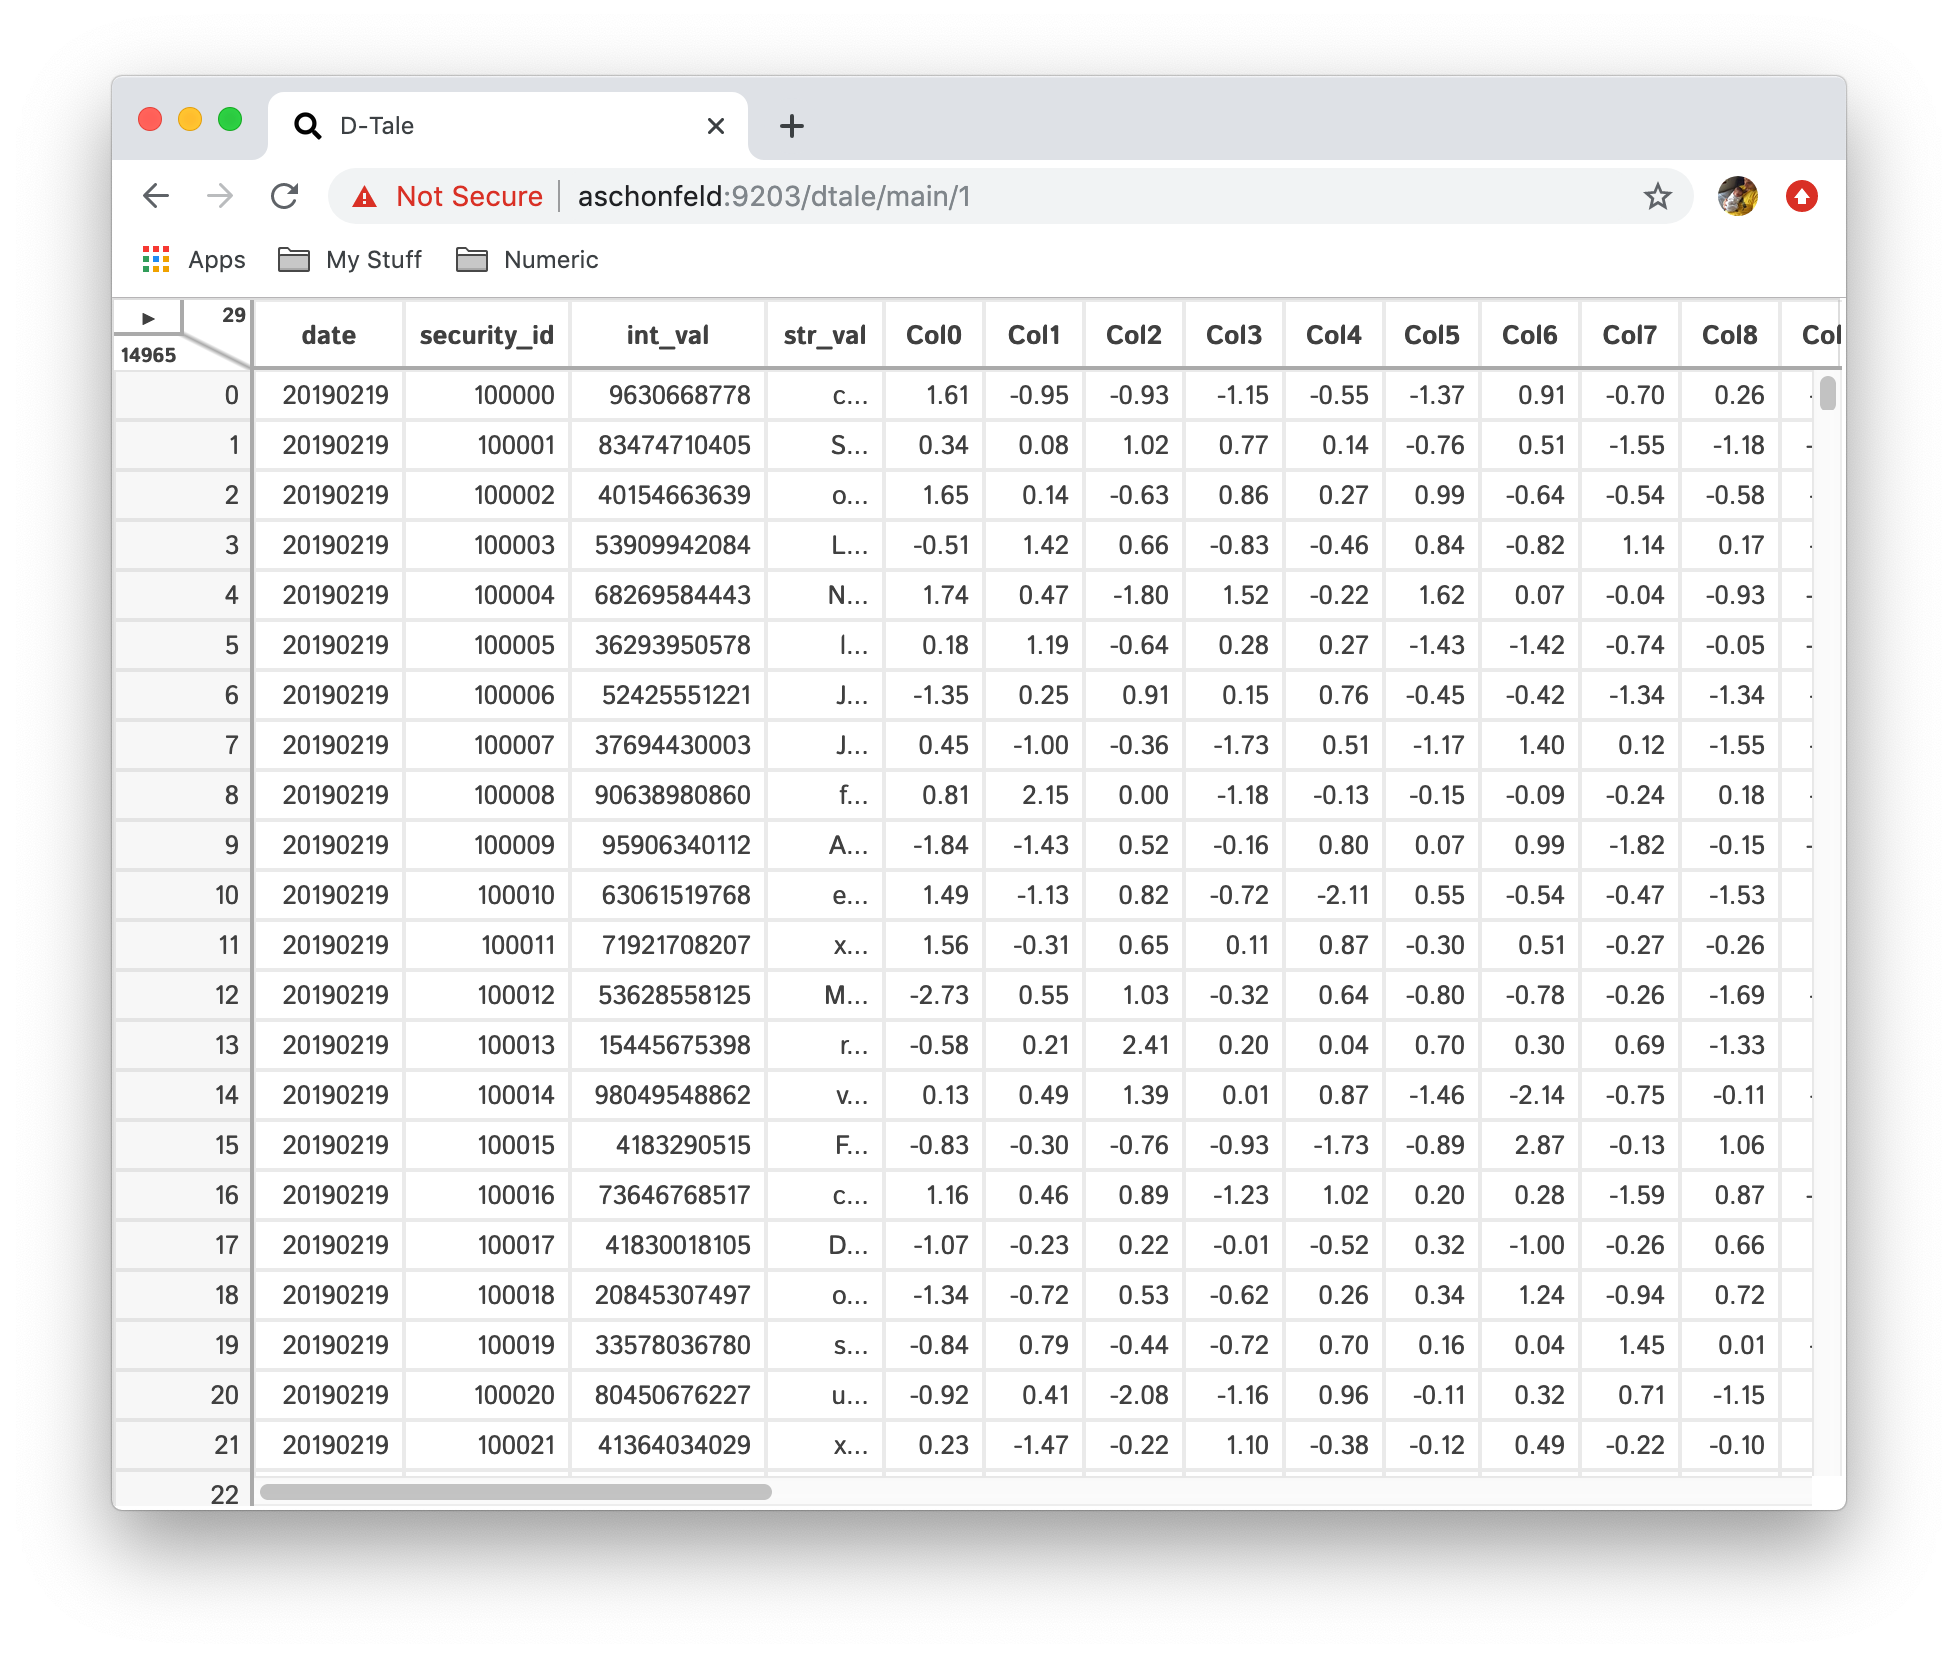 D-Tale
Not Secure aschonfeld:9203/dtale/main/1
Apps My Stuff Numeric
▶ 29
14965
date security_id int_val str_val Col0 Col1 Col2 Col3 Col4 Col5 Col6 Col7 Col8 Col
0 20190219 100000 9630668778 c... 1.61 -0.95 -0.93 -1.15 -0.55 -1.37 0.91 -0.70 0.26 -
1 20190219 100001 83474710405 S... 0.34 0.08 1.02 0.77 0.14 -0.76 0.51 -1.55 -1.18 -
2 20190219 100002 40154663639 o... 1.65 0.14 -0.63 0.86 0.27 0.99 -0.64 -0.54 -0.58 -
3 20190219 100003 53909942084 L... -0.51 1.42 0.66 -0.83 -0.46 0.84 -0.82 1.14 0.17 -
4 20190219 100004 68269584443 N... 1.74 0.47 -1.80 1.52 -0.22 1.62 0.07 -0.04 -0.93 -
5 20190219 100005 36293950578 l... 0.18 1.19 -0.64 0.28 0.27 -1.43 -1.42 -0.74 -0.05 -
6 20190219 100006 52425551221 J... -1.35 0.25 0.91 0.15 0.76 -0.45 -0.42 -1.34 -1.34 -
7 20190219 100007 37694430003 J... 0.45 -1.00 -0.36 -1.73 0.51 -1.17 1.40 0.12 -1.55 -
8 20190219 100008 90638980860 f... 0.81 2.15 0.00 -1.18 -0.13 -0.15 -0.09 -0.24 0.18 -
9 20190219 100009 95906340112 A... -1.84 -1.43 0.52 -0.16 0.80 0.07 0.99 -1.82 -0.15 -
10 20190219 100010 63061519768 e... 1.49 -1.13 0.82 -0.72 -2.11 0.55 -0.54 -0.47 -1.53
11 20190219 100011 71921708207 x... 1.56 -0.31 0.65 0.11 0.87 -0.30 0.51 -0.27 -0.26
12 20190219 100012 53628558125 M... -2.73 0.55 1.03 -0.32 0.64 -0.80 -0.78 -0.26 -1.69 -
13 20190219 100013 15445675398 r... -0.58 0.21 2.41 0.20 0.04 0.70 0.30 0.69 -1.33
14 20190219 100014 98049548862 v... 0.13 0.49 1.39 0.01 0.87 -1.46 -2.14 -0.75 -0.11 -
15 20190219 100015 4183290515 F... -0.83 -0.30 -0.76 -0.93 -1.73 -0.89 2.87 -0.13 1.06
16 20190219 100016 73646768517 c... 1.16 0.46 0.89 -1.23 1.02 0.20 0.28 -1.59 0.87 -
17 20190219 100017 41830018105 D... -1.07 -0.23 0.22 -0.01 -0.52 0.32 -1.00 -0.26 0.66
18 20190219 100018 20845307497 o... -1.34 -0.72 0.53 -0.62 0.26 0.34 1.24 -0.94 0.72
19 20190219 100019 33578036780 s... -0.84 0.79 -0.44 -0.72 0.70 0.16 0.04 1.45 0.01 -
20 20190219 100020 80450676227 u... -0.92 0.41 -2.08 -1.16 0.96 -0.11 0.32 0.71 -1.15
21 20190219 100021 41364034029 x... 0.23 -1.47 -0.22 1.10 -0.38 -0.12 0.49 -0.22 -0.10
22